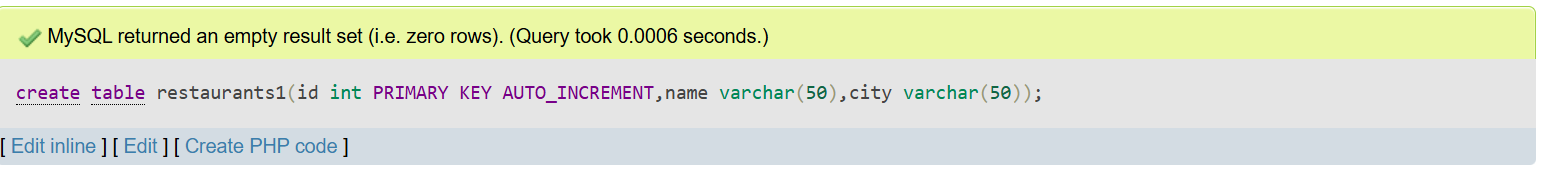 MySQL returned an empty result set (i.e. zero rows). (Query took 0.0006 seconds.)
create table restaurants1(id int PRIMARY KEY AUTO_INCREMENT,name varchar(50),city varchar(50));
[ Edit inline ] [ Edit ] [ Create PHP code ]